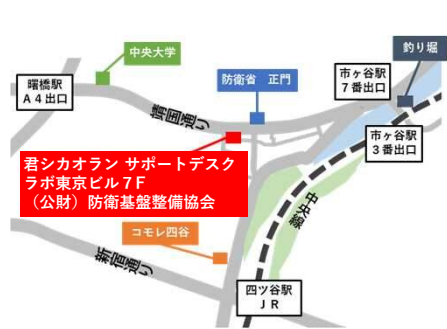 釣り堀
中央大学
市ヶ谷駅
７番出口
防衛省　正門
曙橋駅
Ａ４出口
靖国通り
市ヶ谷駅
３番出口
君シカオラン サポートデスク
ラポ東京ビル７F
（公財）防衛基盤整備協会
中央線
コモレ四谷
新宿通り
四ツ谷駅
ＪＲ